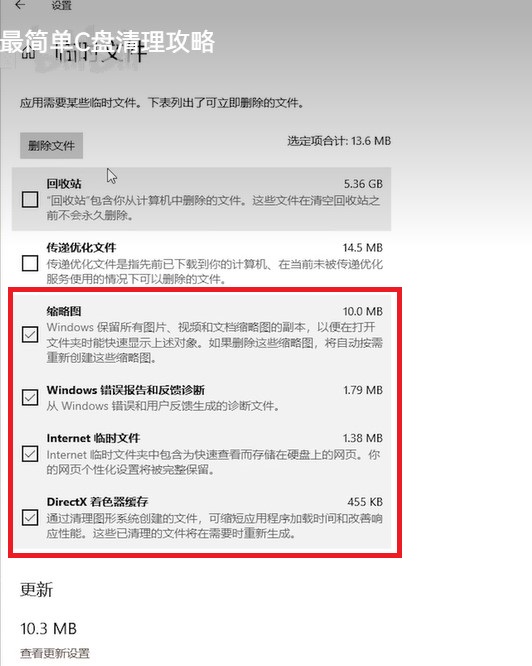 设置
最简单C盘清理攻略
临时文件
应用需要某些临时文件。下表列出了可立即删除的文件。
删除文件
选定项合计: 13.6 MB
回收站 5.36 GB
“回收站”包含你从计算机中删除的文件。这些文件在清空回收站之
前不会永久删除。
传递优化文件 14.5 MB
传递优化文件是指先前已下载到你的计算机、在当前未被传递优化
服务使用的情况下可以删除的文件。
缩略图 10.0 MB
Windows 保留所有图片、视频和文档缩略图的副本，以便在打开
文件夹时能快速显示上述对象。如果删除这些缩略图，将自动按需
重新创建这些缩略图。
Windows 错误报告和反馈诊断 1.79 MB
从 Windows 错误和用户反馈生成的诊断文件。
Internet 临时文件 1.38 MB
Internet 临时文件夹中包含为快速查看而存储在硬盘上的网页。你
的网页个性化设置将被完整保留。
DirectX 着色器缓存 455 KB
通过清理图形系统创建的文件，可缩短应用程序加载时间和改善响
应性能。这些已清理的文件将在需要时重新生成。
更新
10.3 MB
查看更新设置